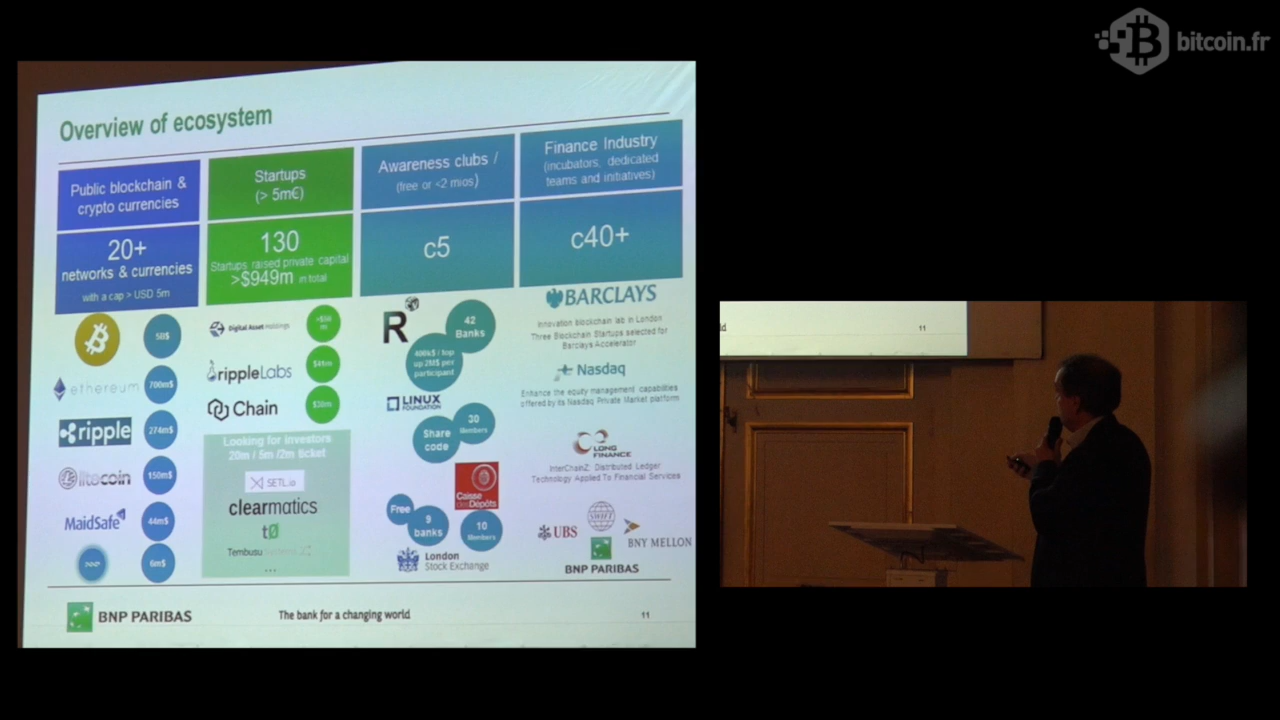 bitcoin.fr
Overview of ecosystem
Public blockchain &
crypto currencies
20+
networks & currencies
with a cap > USD 5m
5B$
ethereum
700m$
ripple
274m$
litecoin
150m$
MaidSafe
44m$
6m$
Startups
(> 5m€)
130
Startups raised private capital
>$949m in total
Digital Asset Holdings
rippleLabs
$41m
Chain
$30m
Looking for investors
20m / 5m /2m ticket
SETL.io
clearmatics
tØ
Tembusu
...
Awareness clubs /
(free or <2 mios)
c5
R
42
Banks
400k$ / top
up 2M$ per
participant
LINUX
FOUNDATION
30
Members
Share
code
Caisse
des Dépôts
Free
9
banks
10
Members
London
Stock Exchange
Finance Industry
(incubators, dedicated
teams and initiatives)
c40+
BARCLAYS
Innovation blockchain lab in London
Three Blockchain Startups selected for
Barclays Accelerator
Nasdaq
Enhance the equity management capabilities
offered by its Nasdaq Private Market platform
LONG
FINANCE
InterChainZ: Distributed Ledger
Technology Applied To Financial Services
SWIFT
UBS
BNY MELLON
BNP PARIBAS
BNP PARIBAS
The bank for a changing world
11
ld
11